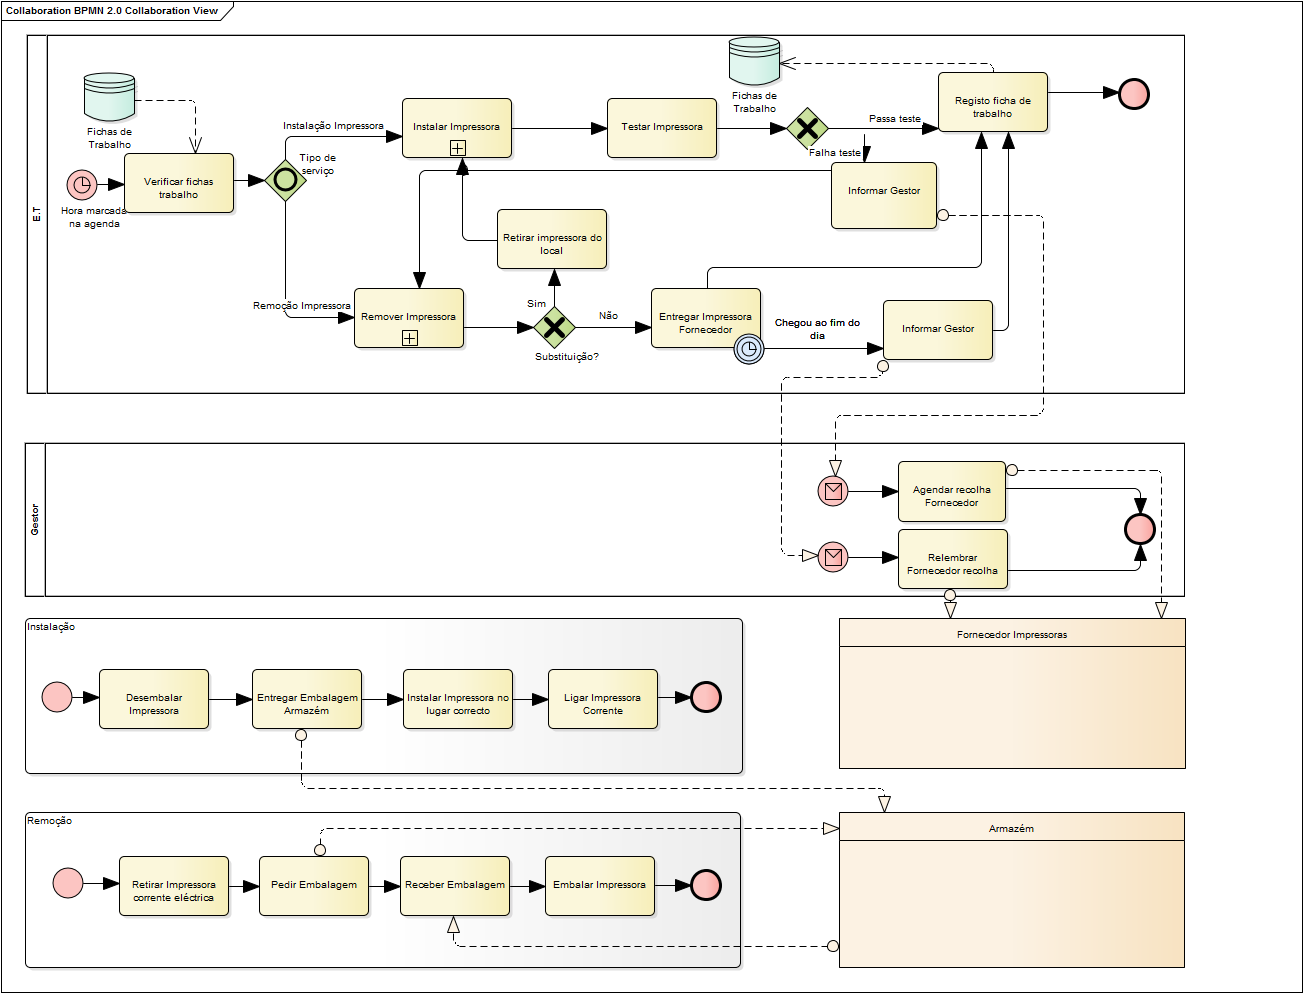 Collaboration BPMN 2.0 Collaboration View
E.T
Fichas de
Trabalho
Hora marcada
na agenda
Verificar fichas
trabalho
Tipo de
serviço
Instalação Impressora
Remoção Impressora
Instalar Impressora
Testar Impressora
Fichas de
Trabalho
Passa teste
Falha teste
Registo ficha de
trabalho
Informar Gestor
Retirar impressora do
local
Remover Impressora
Sim
Não
Substituição?
Entregar Impressora
Fornecedor
Chegou ao fim do
dia
Informar Gestor
Gestor
Agendar recolha
Fornecedor
Relembrar
Fornecedor recolha
Instalação
Desembalar
Impressora
Entregar Embalagem
Armazém
Instalar Impressora no
lugar correcto
Ligar Impressora
Corrente
Fornecedor Impressoras
Remoção
Retirar Impressora
corrente eléctrica
Pedir Embalagem
Receber Embalagem
Embalar Impressora
Armazém